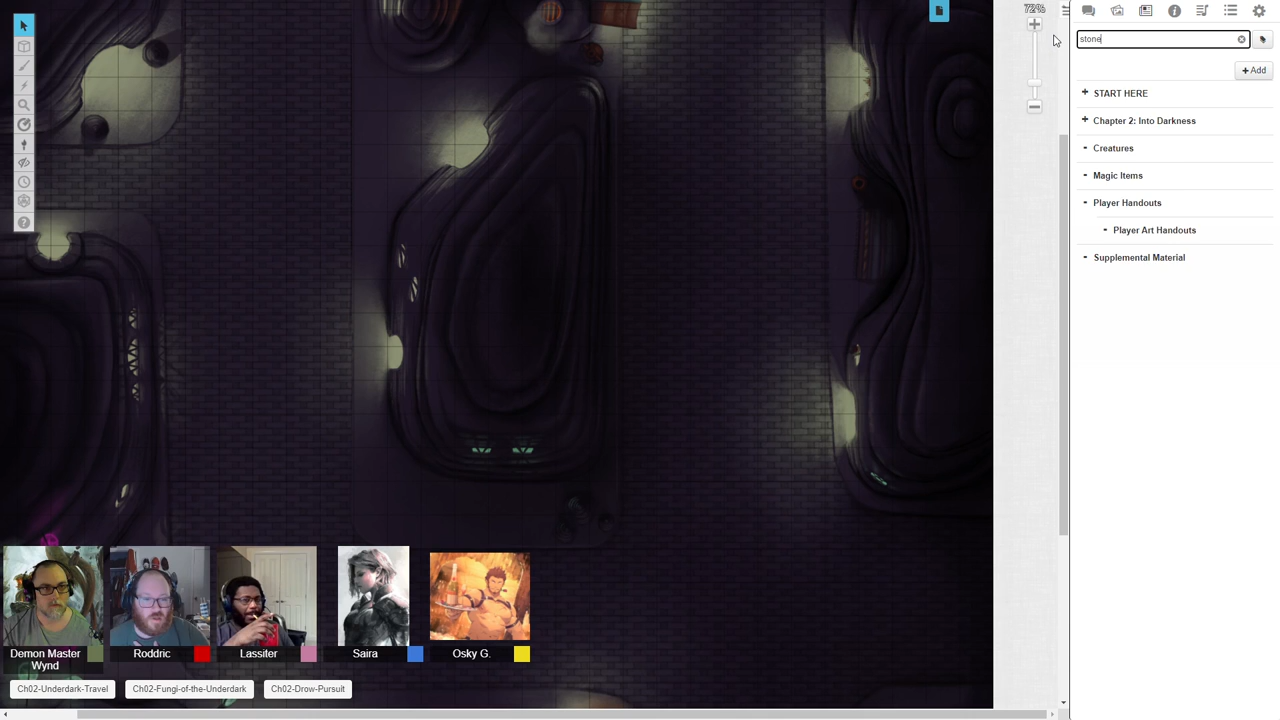 72%
stone
+ Add
START HERE
Chapter 2: Into Darkness
Creatures
Magic Items
Player Handouts
Player Art Handouts
Supplemental Material
Demon Master
Wynd
Roddric
Lassiter
Saira
Osky G.
Ch02-Underdark-Travel
Ch02-Fungi-of-the-Underdark
Ch02-Drow-Pursuit